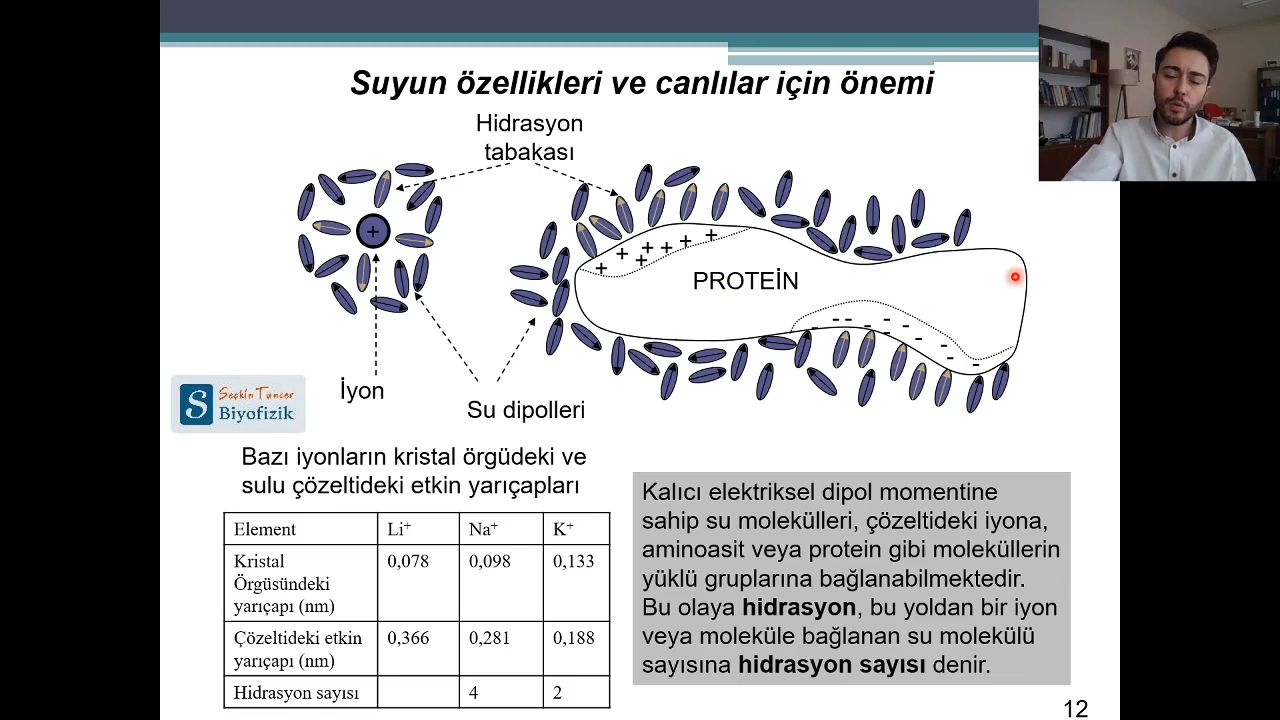 Suyun özellikleri ve canlılar için önemi
Hidrasyon
tabakası
+
+ + + + + + +
PROTEİN
- - - - - - - - - -
İyon
Su dipolleri
S Seçkin Tuncer
Biyofizik
Bazı iyonların kristal örgüdeki ve
sulu çözeltideki etkin yarıçapları
Element Li⁺ Na⁺ K⁺
Kristal 0,078 0,098 0,133
Örgüsündeki
yarıçapı (nm)
Çözeltideki etkin 0,366 0,281 0,188
yarıçapı (nm)
Hidrasyon sayısı 4 2
Kalıcı elektriksel dipol momentine
sahip su molekülleri, çözeltideki iyona,
aminoasit veya protein gibi moleküllerin
yüklü gruplarına bağlanabilmektedir.
Bu olaya hidrasyon, bu yoldan bir iyon
veya moleküle bağlanan su molekülü
sayısına hidrasyon sayısı denir.
12